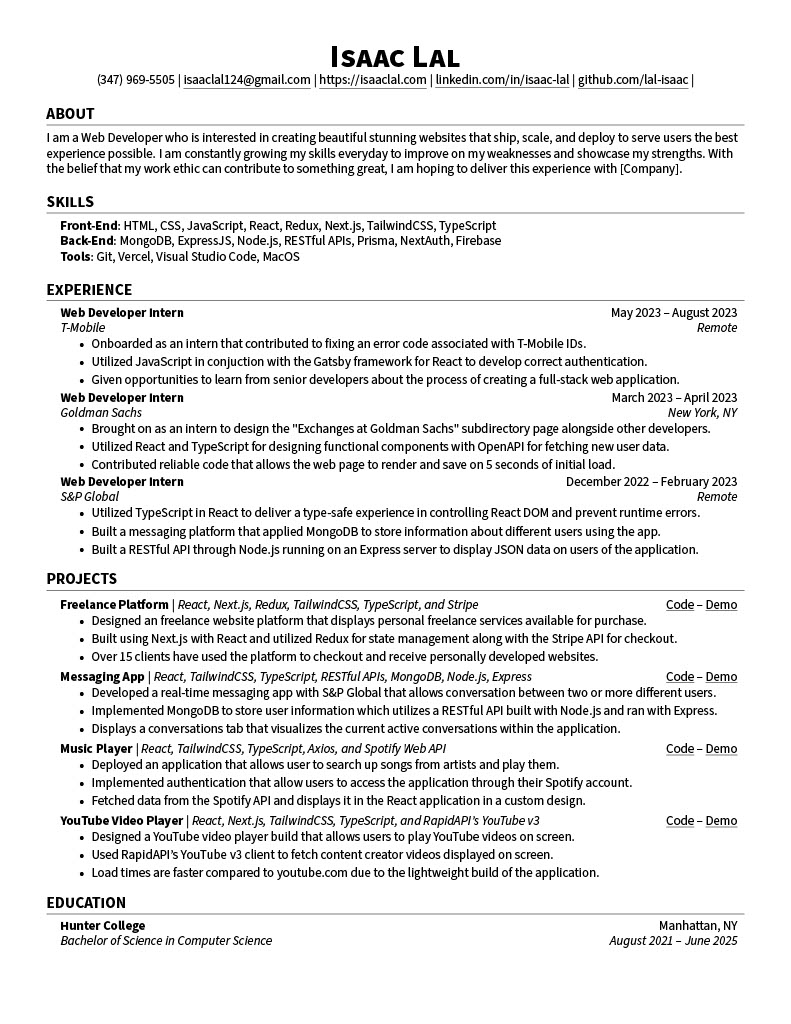 Isaac Lal
(347) 969-5505 | isaaclal124@gmail.com | https://isaaclal.com | linkedin.com/in/isaac-lal | github.com/lal-isaac |
ABOUT
I am a Web Developer who is interested in creating beautiful stunning websites that ship, scale, and deploy to serve users the best
experience possible. I am constantly growing my skills everyday to improve on my weaknesses and showcase my strengths. With
the belief that my work ethic can contribute to something great, I am hoping to deliver this experience with [Company].
SKILLS
Front-End: HTML, CSS, JavaScript, React, Redux, Next.js, TailwindCSS, TypeScript
Back-End: MongoDB, ExpressJS, Node.js, RESTful APIs, Prisma, NextAuth, Firebase
Tools: Git, Vercel, Visual Studio Code, MacOS
EXPERIENCE
Web Developer Intern May 2023 – August 2023
T-Mobile Remote
• Onboarded as an intern that contributed to fixing an error code associated with T-Mobile IDs.
• Utilized JavaScript in conjuction with the Gatsby framework for React to develop correct authentication.
• Given opportunities to learn from senior developers about the process of creating a full-stack web application.
Web Developer Intern March 2023 – April 2023
Goldman Sachs New York, NY
• Brought on as an intern to design the "Exchanges at Goldman Sachs" subdirectory page alongside other developers.
• Utilized React and TypeScript for designing functional components with OpenAPI for fetching new user data.
• Contributed reliable code that allows the web page to render and save on 5 seconds of initial load.
Web Developer Intern December 2022 – February 2023
S&P Global Remote
• Utilized TypeScript in React to deliver a type-safe experience in controlling React DOM and prevent runtime errors.
• Built a messaging platform that applied MongoDB to store information about different users using the app.
• Built a RESTful API through Node.js running on an Express server to display JSON data on users of the application.
PROJECTS
Freelance Platform | React, Next.js, Redux, TailwindCSS, TypeScript, and Stripe Code – Demo
• Designed an freelance website platform that displays personal freelance services available for purchase.
• Built using Next.js with React and utilized Redux for state management along with the Stripe API for checkout.
• Over 15 clients have used the platform to checkout and receive personally developed websites.
Messaging App | React, TailwindCSS, TypeScript, RESTful APIs, MongoDB, Node.js, Express Code – Demo
• Developed a real-time messaging app with S&P Global that allows conversation between two or more different users.
• Implemented MongoDB to store user information which utilizes a RESTful API built with Node.js and ran with Express.
• Displays a conversations tab that visualizes the current active conversations within the application.
Music Player | React, TailwindCSS, TypeScript, Axios, and Spotify Web API Code – Demo
• Deployed an application that allows user to search up songs from artists and play them.
• Implemented authentication that allow users to access the application through their Spotify account.
• Fetched data from the Spotify API and displays it in the React application in a custom design.
YouTube Video Player | React, Next.js, TailwindCSS, TypeScript, and RapidAPI's YouTube v3 Code – Demo
• Designed a YouTube video player build that allows users to play YouTube videos on screen.
• Used RapidAPI's YouTube v3 client to fetch content creator videos displayed on screen.
• Load times are faster compared to youtube.com due to the lightweight build of the application.
EDUCATION
Hunter College Manhattan, NY
Bachelor of Science in Computer Science August 2021 – June 2025